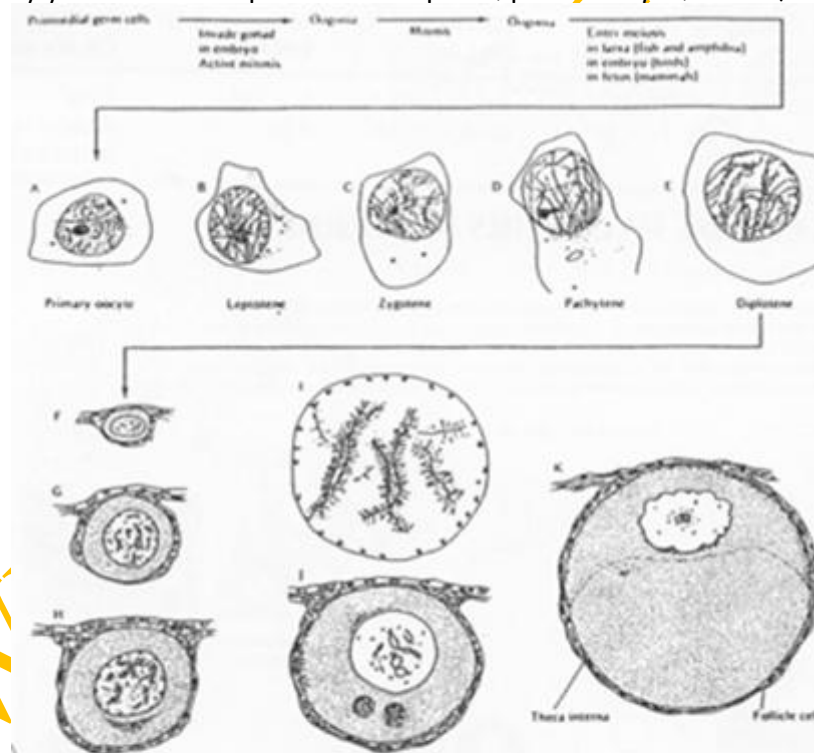 Primordial germ cells
Oogonia
Oogonia
Invade gonad
in embryo
Active mitosis
Mitosis
Enter meiosis
in larva (fish and amphibia)
in embryo (birds)
in fetus (mammals)
A
B
C
D
E
Primary oocyte
Leptotene
Zygotene
Pachytene
Diplotene
F
I
G
K
H
J
Theca interna
Follicle cel